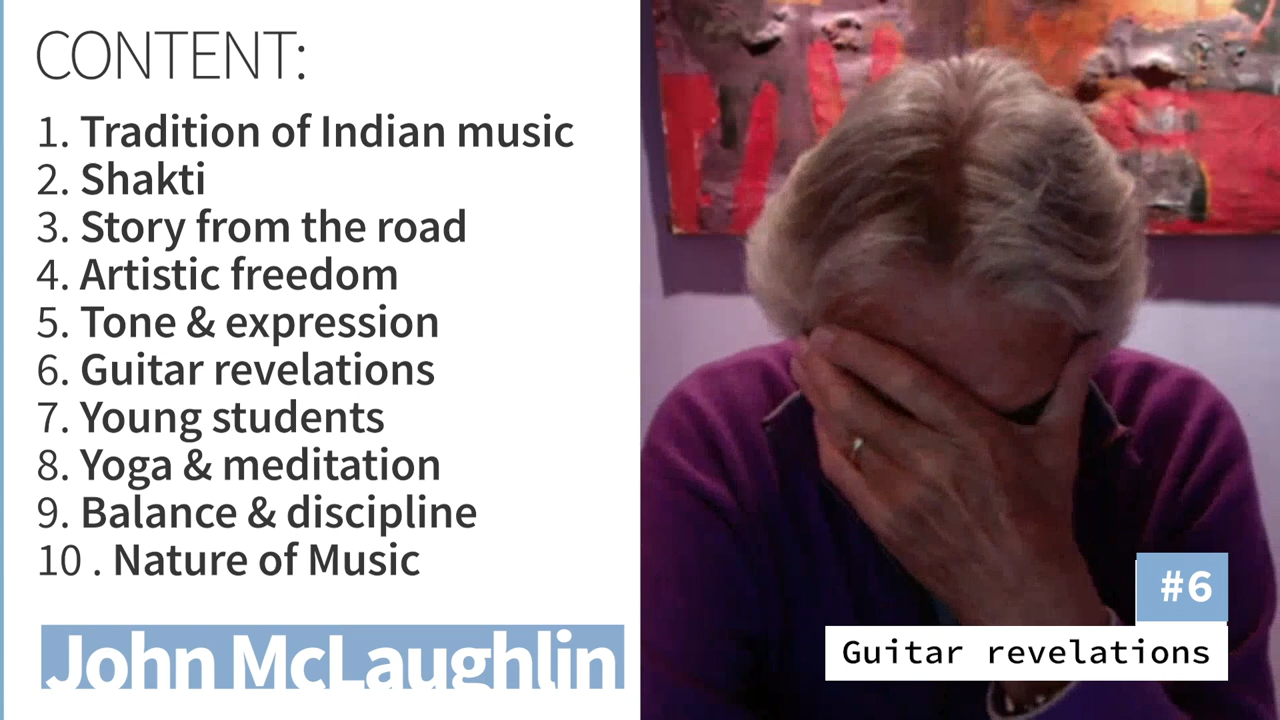 CONTENT:
1. Tradition of Indian music
2. Shakti
3. Story from the road
4. Artistic freedom
5. Tone & expression
6. Guitar revelations
7. Young students
8. Yoga & meditation
9. Balance & discipline
10 . Nature of Music
John McLaughlin
#6
Guitar revelations